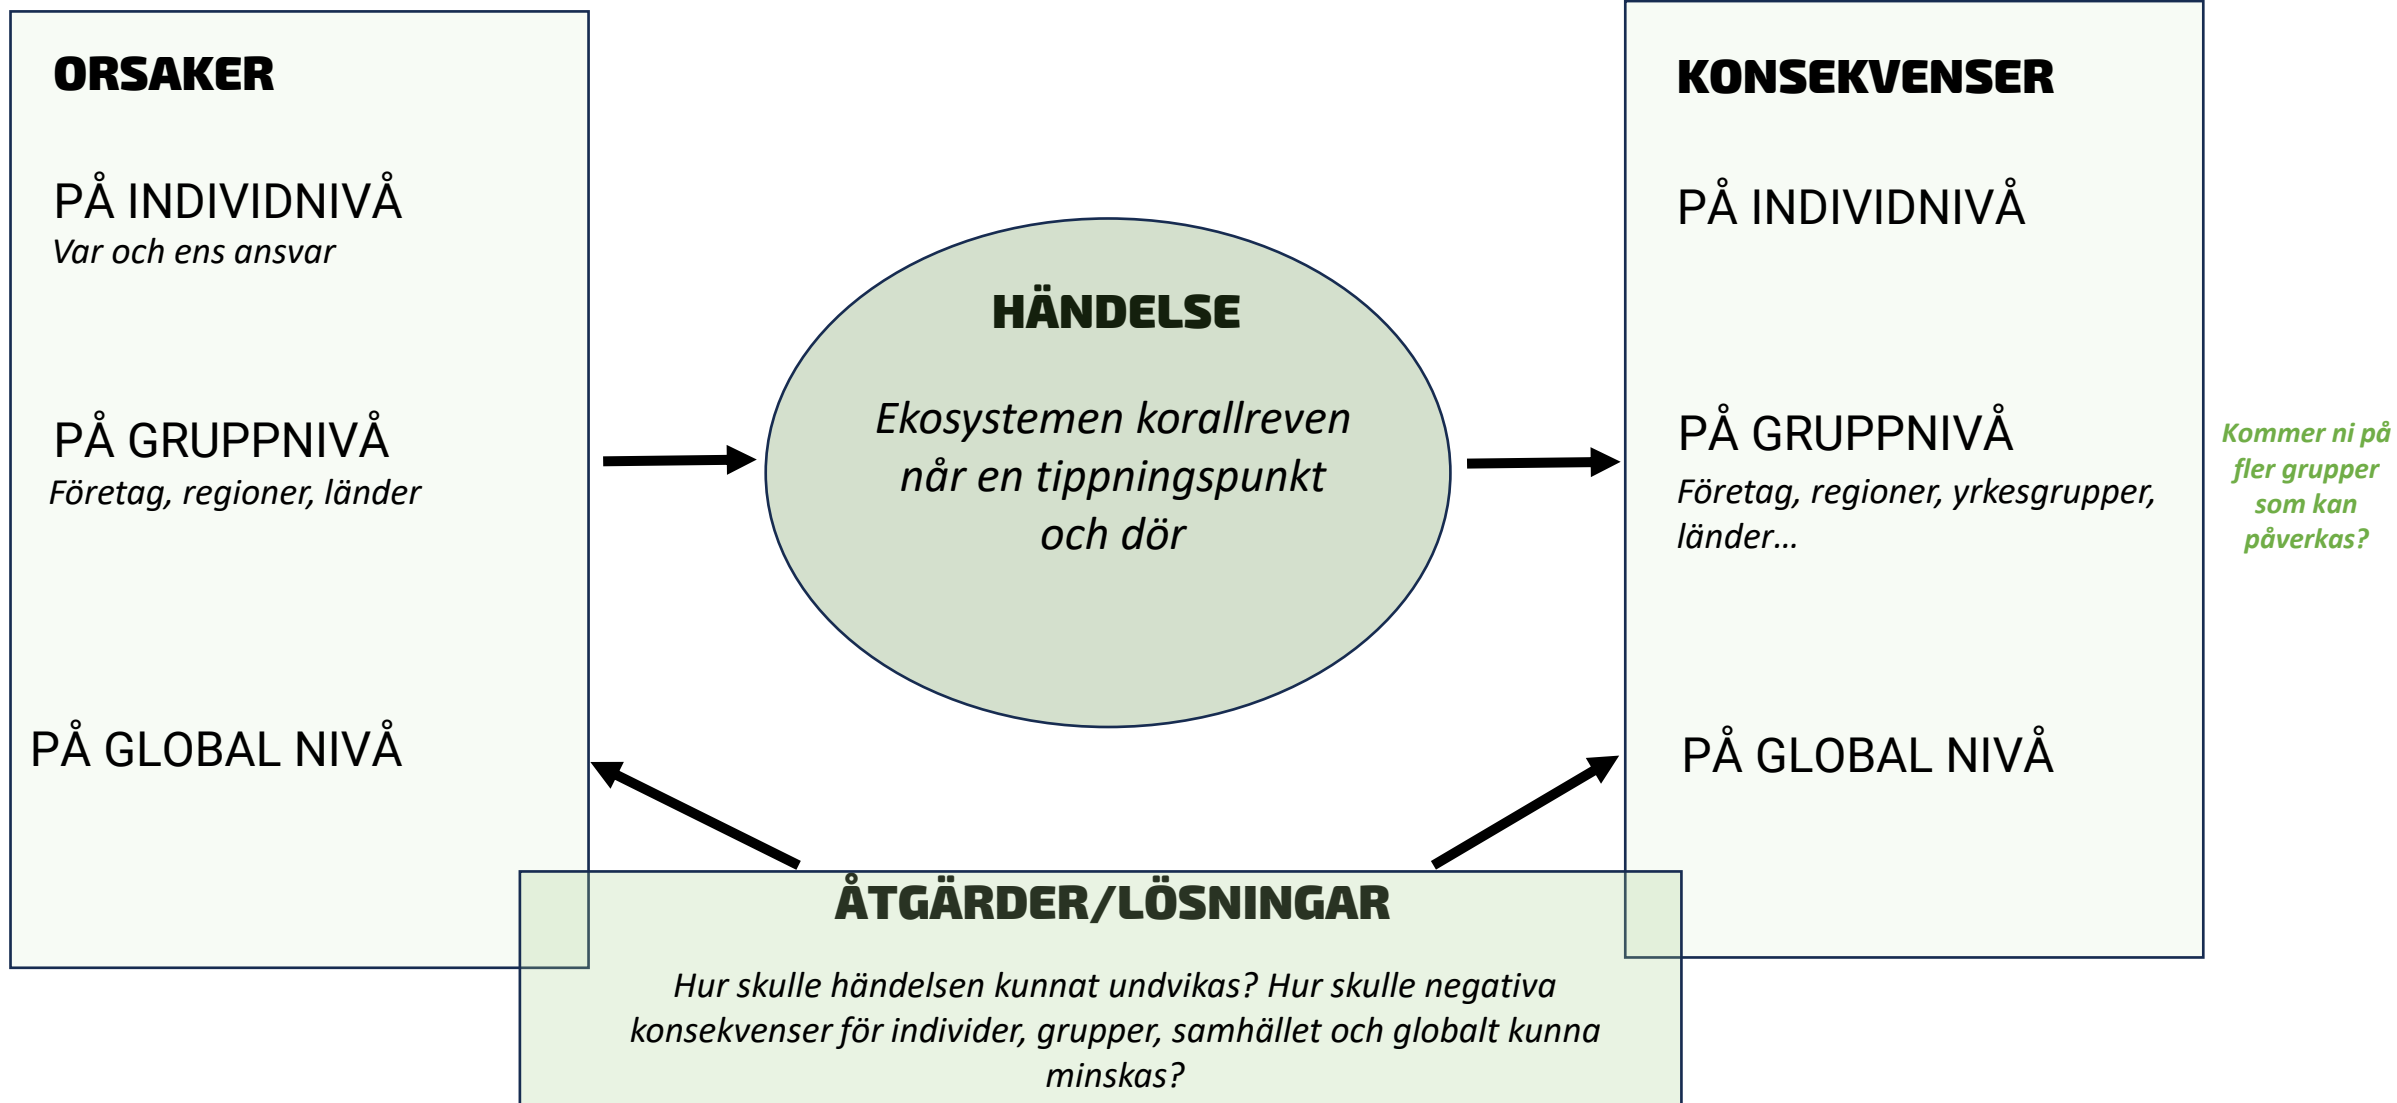 ORSAKER
PÅ INDIVIDNIVÅ
Var och ens ansvar
PÅ GRUPPNIVÅ
Företag, regioner, länder
PÅ GLOBAL NIVÅ
HÄNDELSE
Ekosystemen korallreven
når en tippningspunkt
och dör
KONSEKVENSER
PÅ INDIVIDNIVÅ
PÅ GRUPPNIVÅ
Företag, regioner, yrkesgrupper,
länder...
PÅ GLOBAL NIVÅ
Kommer ni på
fler grupper
som kan
påverkas?
ÅTGÄRDER/LÖSNINGAR
Hur skulle händelsen kunnat undvikas? Hur skulle negativa
konsekvenser för individer, grupper, samhället och globalt kunna
minskas?